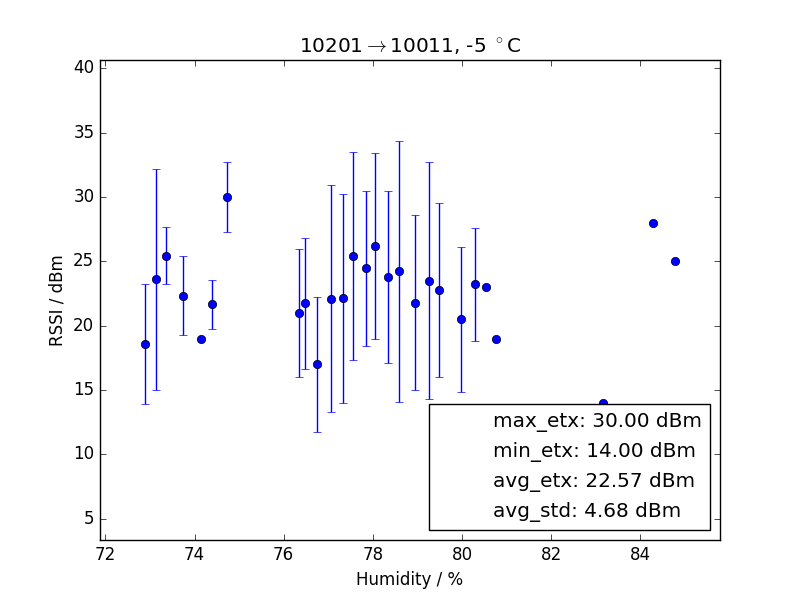 10201→10011, -5 °C
40
35
30
25
20
15
10
5
RSSI / dBm
max_etx: 30.00 dBm
min_etx: 14.00 dBm
avg_etx: 22.57 dBm
avg_std: 4.68 dBm
72 74 76 78 80 82 84
Humidity / %